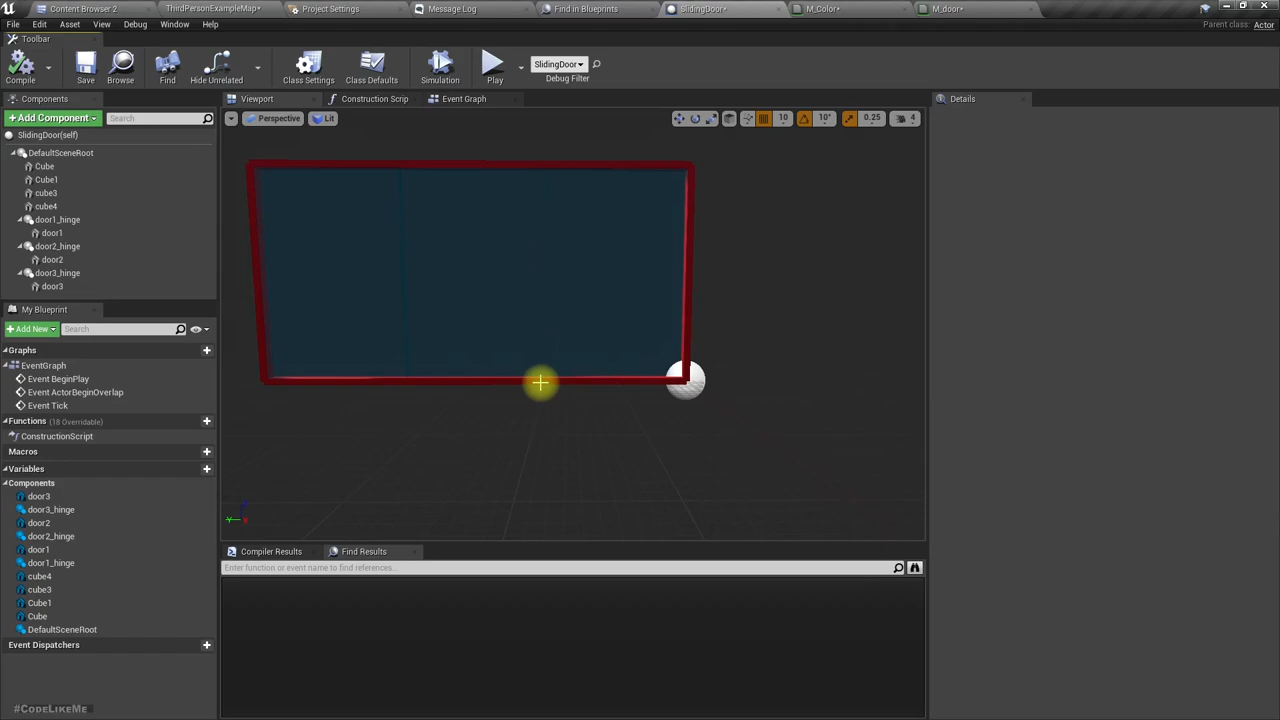 Content Browser 2
ThirdPersonExampleMap*
Project Settings
Message Log
Find in Blueprints
SlidingDoor*
M_Color*
M_door*
File Edit Asset View Debug Window Help
Parent class: Actor
Toolbar
Compile
Save
Browse
Find
Hide Unrelated
Class Settings
Class Defaults
Simulation
Play
SlidingDoor
Debug Filter
Components
Viewport
Construction Scrip
Event Graph
Details
+Add Component
Search
Perspective
Lit
10
10°
0.25
4
SlidingDoor(self)
DefaultSceneRoot
Cube
Cube1
cube3
cube4
door1_hinge
door1
door2_hinge
door2
door3_hinge
door3
My Blueprint
+Add New
Search
Graphs
EventGraph
Event BeginPlay
Event ActorBeginOverlap
Event Tick
Functions (18 Overridable)
ConstructionScript
Macros
Variables
Components
door3
door3_hinge
door2
door2_hinge
door1
door1_hinge
cube4
cube3
Cube1
Cube
DefaultSceneRoot
Event Dispatchers
Compiler Results
Find Results
Enter function or event name to find references...
#CodeLikeMe